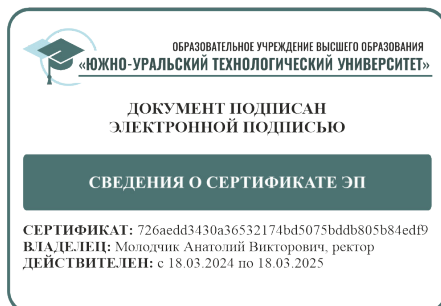 ОБРАЗОВАТЕЛЬНОЕ УЧРЕЖДЕНИЕ ВЫСШЕГО ОБРАЗОВАНИЯ
«ЮЖНО-УРАЛЬСКИЙ ТЕХНОЛОГИЧЕСКИЙ УНИВЕРСИТЕТ»
ДОКУМЕНТ ПОДПИСАН
ЭЛЕКТРОННОЙ ПОДПИСЬЮ
СВЕДЕНИЯ О СЕРТИФИКАТЕ ЭП
СЕРТИФИКАТ: 726aedd3430a36532174bd5075bddb805b84edf9
ВЛАДЕЛЕЦ: Молодчик Анатолий Викторович, ректор
ДЕЙСТВИТЕЛЕН: с 18.03.2024 по 18.03.2025